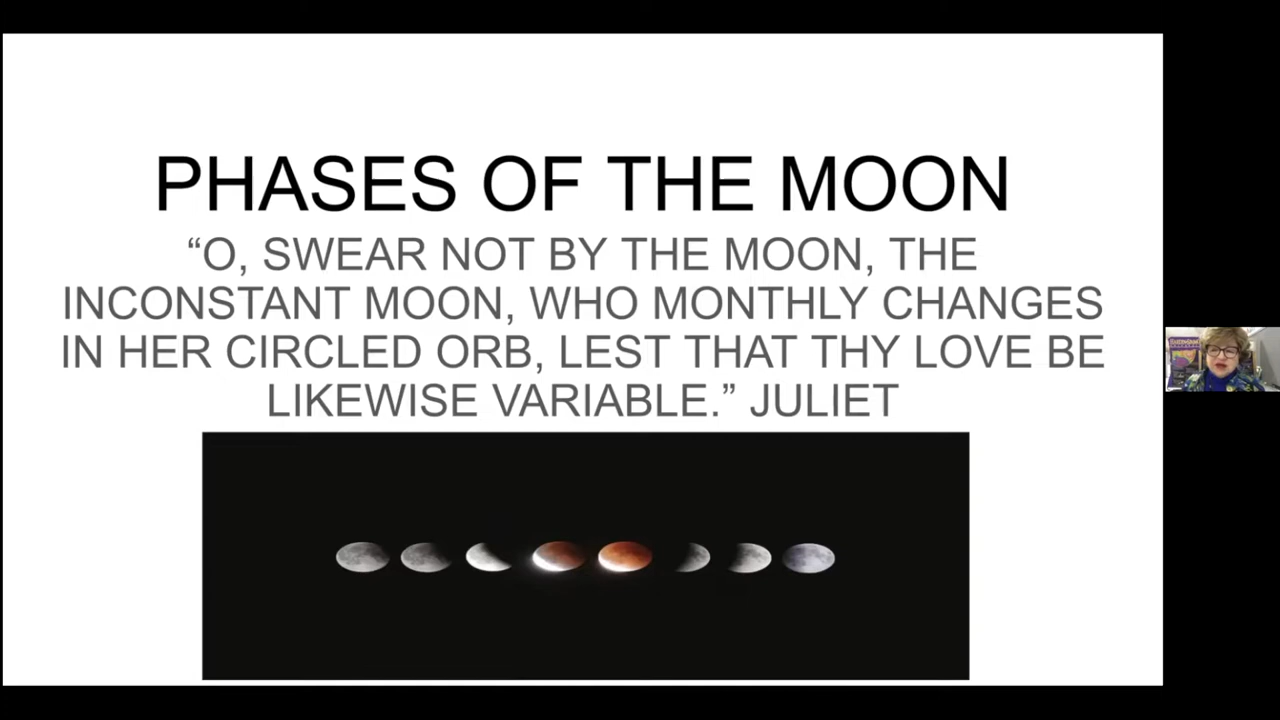 PHASES OF THE MOON
“O, SWEAR NOT BY THE MOON, THE
INCONSTANT MOON, WHO MONTHLY CHANGES
IN HER CIRCLED ORB, LEST THAT THY LOVE BE
LIKEWISE VARIABLE.” JULIET